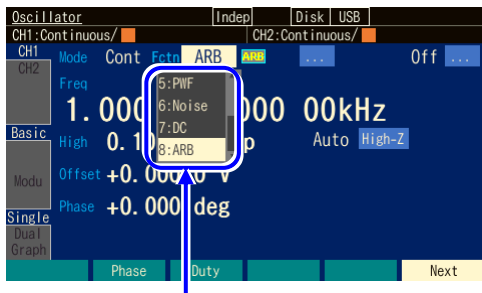 Oscillator Indep Disk USB
CH1:Continuous/ CH2:Continuous/
CH1 Mode Cont Fctn ARB ARB ... Off ...
CH2
Freq 1.000 000 00kHz
5:PWF
6:Noise
7:DC
8:ARB
Basic High 0.1 p Auto High-Z
Modu Offset +0.000 0 V
Phase +0.000 deg
Single
Dual
Graph
Phase Duty Next